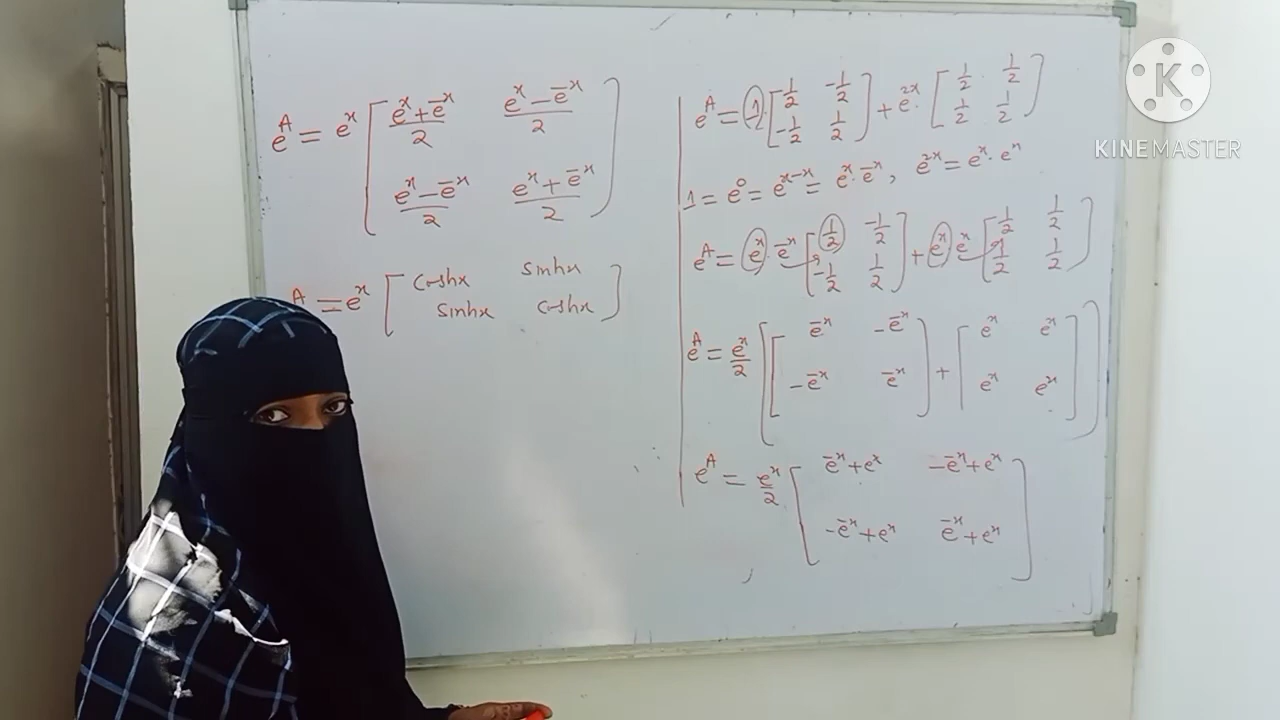 e^A = e^x [ (e^x + e^-x)/2   (e^x - e^-x)/2
(e^x - e^-x)/2   (e^x + e^-x)/2 ]
A = e^x [ coshx   sinhx
sinhx   coshx ]
e^A = 1. [ 1/2   -1/2   + e^2x. [ 1/2   1/2
-1/2   1/2 ]   1/2   1/2 ]
1 = e^0 = e^x-x = e^x. e^-x, e^2x = e^x. e^x
e^A = e^x. e^-x [ 1/2   -1/2   + e^x e^x [ 1/2   1/2
-1/2   1/2 ]   1/2   1/2 ]
e^A = e^x/2 [ [ e^-x   -e^-x   + [ e^x   e^x
-e^-x   e^-x ]   e^x   e^x ] ]
e^A = e^x/2 [ e^-x + e^x   -e^-x + e^x
-e^-x + e^x   e^-x + e^x ]
K
KINEMASTER